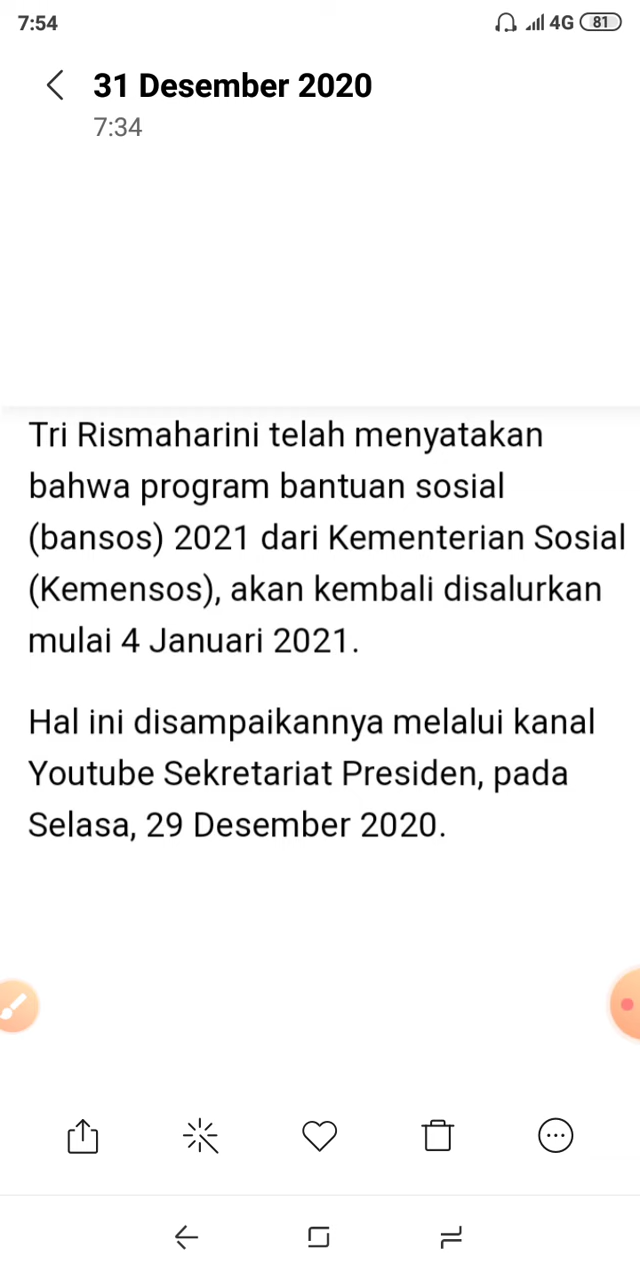 7:54
4G 81
31 Desember 2020
7:34
Tri Rismaharini telah menyatakan
bahwa program bantuan sosial
(bansos) 2021 dari Kementerian Sosial
(Kemensos), akan kembali disalurkan
mulai 4 Januari 2021.
Hal ini disampaikannya melalui kanal
Youtube Sekretariat Presiden, pada
Selasa, 29 Desember 2020.